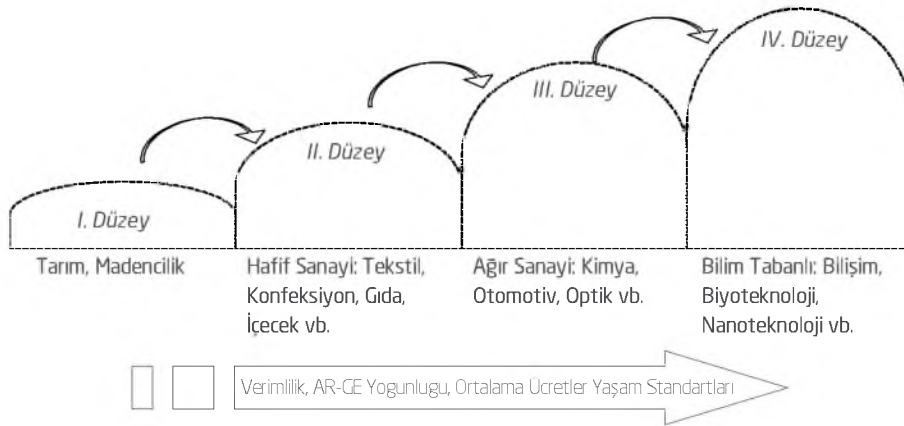 I. Düzey
II. Düzey
III. Düzey
IV. Düzey
Tarım, Madencilik
Hafif Sanayi: Tekstil,
Konfeksiyon, Gıda,
İçecek vb.
Ağır Sanayi: Kimya,
Otomotiv, Optik vb.
Bilim Tabanlı: Bilişim,
Biyoteknoloji,
Nanoteknoloji vb.
Verimlilik, AR-GE Yogunlugu, Ortalama Ücretler Yaşam Standartları